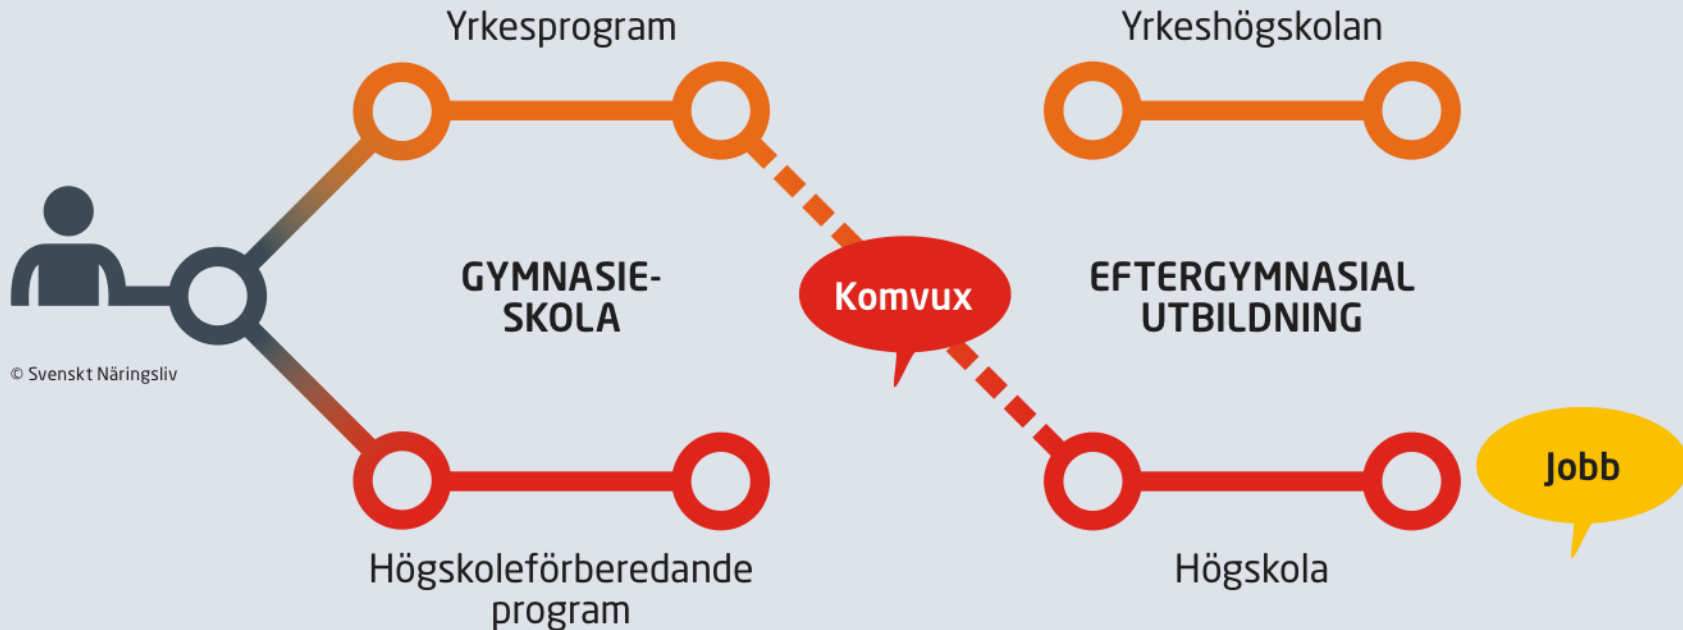 Yrkesprogram
Yrkeshögskolan
GYMNASIE-
SKOLA
Komvux
EFTERGYMNASIAL
UTBILDNING
© Svenskt Näringsliv
Jobb
Högskoleförberedande
program
Högskola